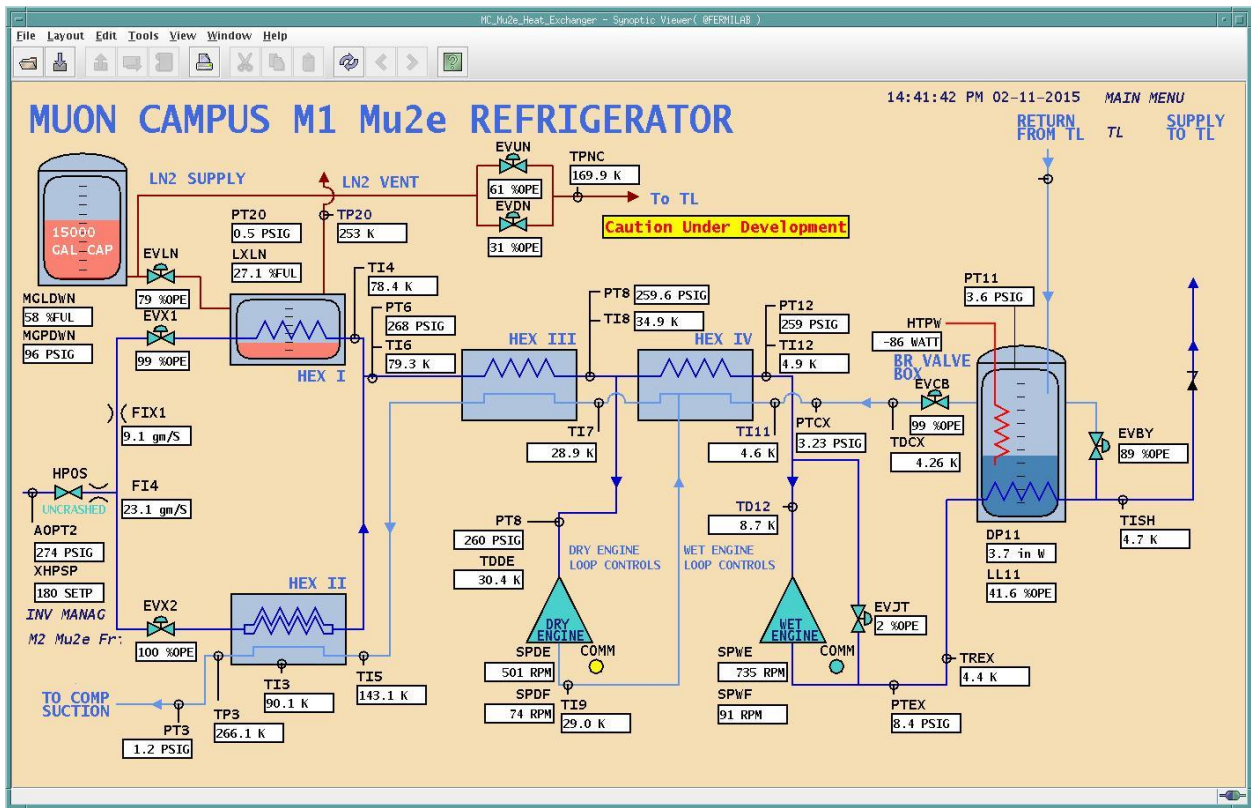 MC_Mu2e_Heat_Exchanger - Synoptic Viewer( @FERMILAB )
File Layout Edit Tools View Window Help
14:41:42 PM 02-11-2015 MAIN MENU
MUON CAMPUS M1 Mu2e REFRIGERATOR
RETURN
FROM TL
TL
SUPPLY
TO TL
LN2 SUPPLY
LN2 VENT
EVUN
61 %OPE
EVDN
31 %OPE
TPNC
169.9 K
To TL
Caution Under Development
15000
GAL CAP
MGLDWN
58 %FUL
MGPDWN
96 PSIG
EVLN
79 %OPE
EVX1
99 %OPE
PT20
0.5 PSIG
LXLN
27.1 %FUL
TP20
253 K
HEX I
TI4
78.4 K
PT6
268 PSIG
TI6
79.3 K
HEX III
PT8
259.6 PSIG
TI8
34.9 K
HEX IV
PT12
259 PSIG
TI12
4.9 K
PT11
3.6 PSIG
HTPW
-86 WATT
BR VALVE
BOX
EVCB
99 %OPE
EVBY
89 %OPE
FIX1
9.1 gm/S
HPOS
UNCRASHED
FI4
23.1 gm/S
AOPT2
274 PSIG
XHPSP
180 SETP
INV MANAG
M2 Mu2e Fr:
TI7
28.9 K
TI11
4.6 K
PTCX
3.23 PSIG
TDCX
4.26 K
TISH
4.7 K
DP11
3.7 in W
LL11
41.6 %OPE
PT8
260 PSIG
TDDE
30.4 K
DRY ENGINE
LOOP CONTROLS
WET ENGINE
LOOP CONTROLS
TD12
8.7 K
HEX II
EVX2
100 %OPE
DRY
ENGINE
COMM
WET
ENGINE
COMM
EVJT
2 %OPE
SPDE
501 RPM
SPDF
74 RPM
TI9
29.0 K
SPWE
735 RPM
SPWF
91 RPM
TREX
4.4 K
PTEX
8.4 PSIG
TI3
90.1 K
TI5
143.1 K
TP3
266.1 K
TO COMP
SUCTION
PT3
1.2 PSIG